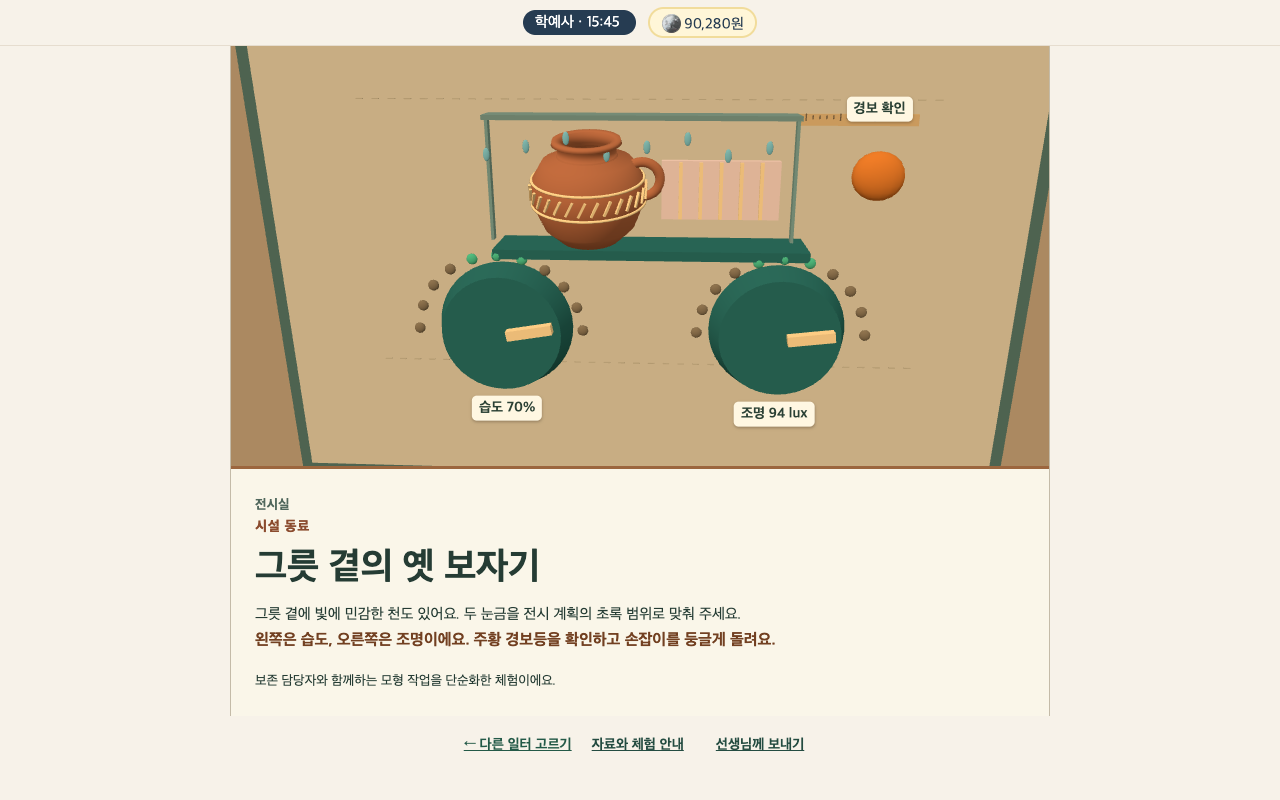 학예사 · 15:45
90,280원
경보 확인
습도 70%
조명 94 lux
전시실
시설 동료
그릇 곁의 옛 보자기
그릇 곁에 빛에 민감한 천도 있어요. 두 눈금을 전시 계획의 초록 범위로 맞춰 주세요.
왼쪽은 습도, 오른쪽은 조명이에요. 주황 경보등을 확인하고 손잡이를 둥글게 돌려요.
보존 담당자와 함께하는 모형 작업을 단순화한 체험이에요.
← 다른 일터 고르기 자료와 체험 안내 선생님께 보내기